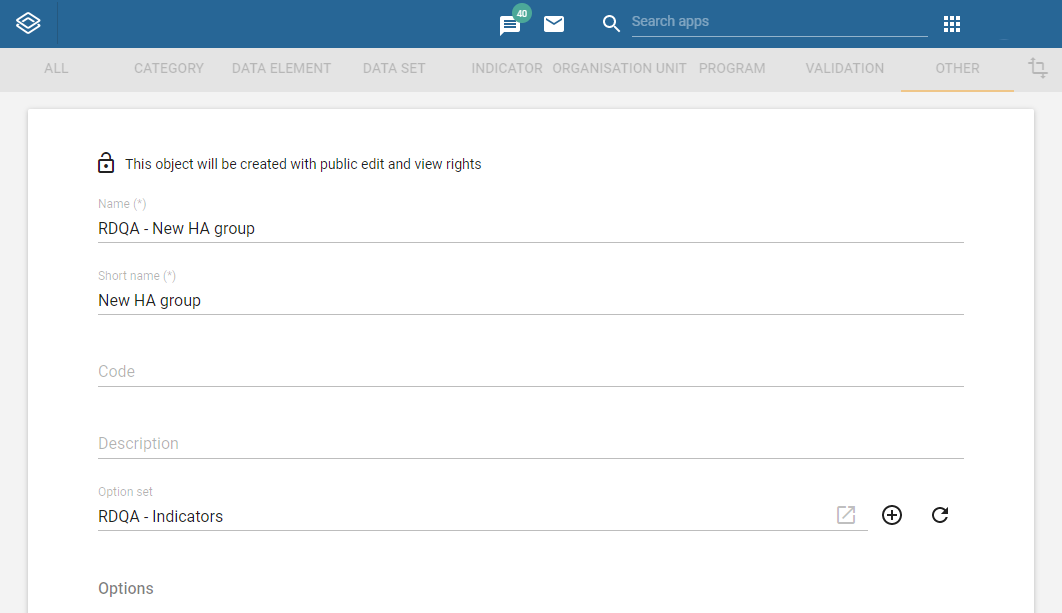 40
Search apps
ALL CATEGORY DATA ELEMENT DATA SET INDICATOR ORGANISATION UNIT PROGRAM VALIDATION OTHER
This object will be created with public edit and view rights
Name (*)
RDQA - New HA group
Short name (*)
New HA group
Code
Description
Option set
RDQA - Indicators
Options